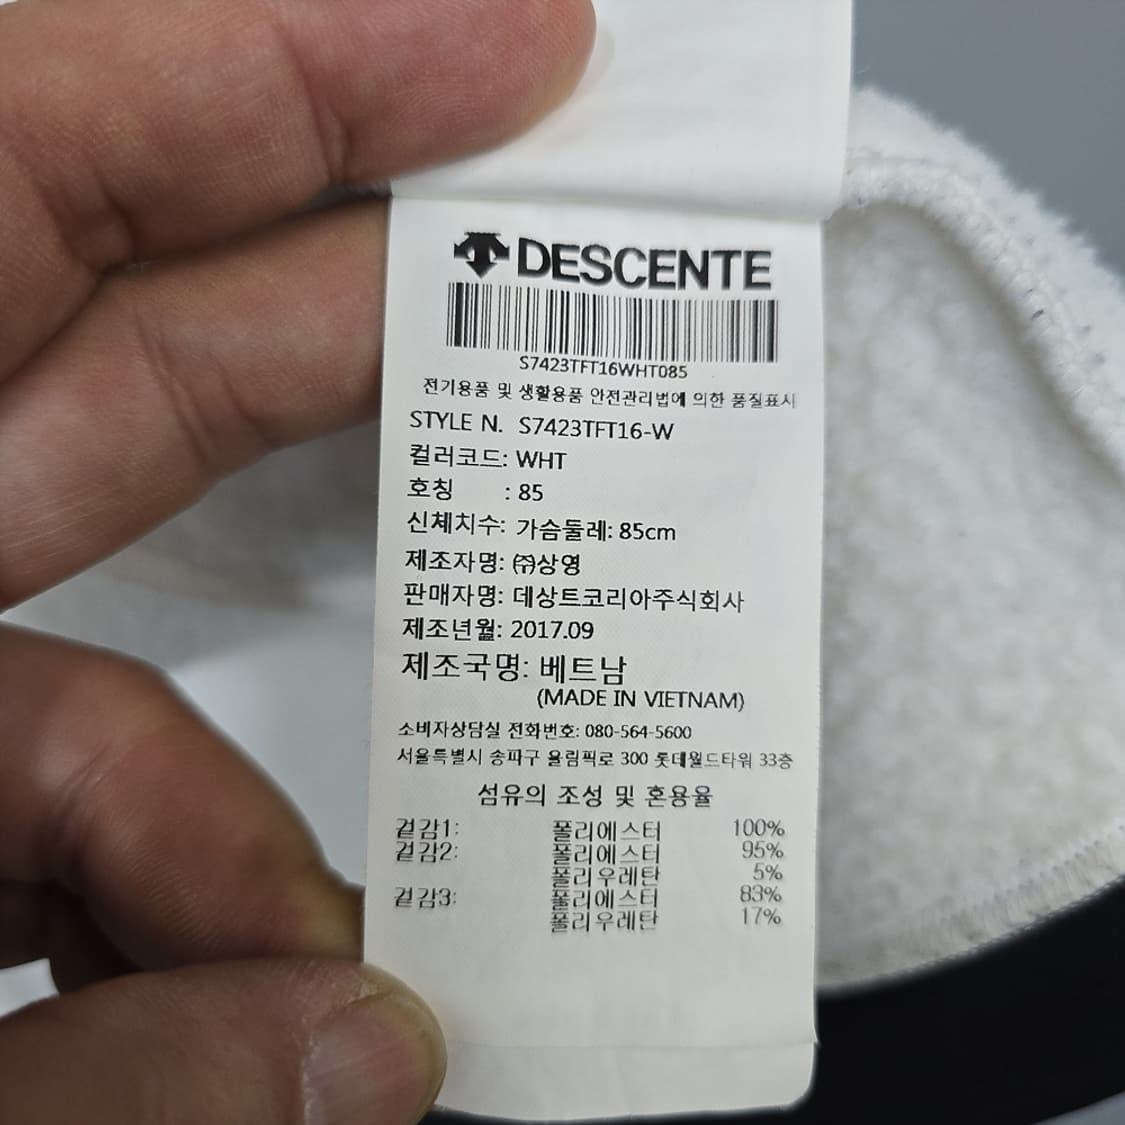 DESCENTE
S7423TFT16WHT085
전기용품 및 생활용품 안전관리법에 의한 품질표시
STYLE N. S7423TFT16-W
컬러코드: WHT
호칭 : 85
신체치수: 가슴둘레: 85cm
제조자명: ㈜상영
판매자명: 데상트코리아주식회사
제조년월: 2017.09
제조국명: 베트남
(MADE IN VIETNAM)
소비자상담실 전화번호: 080-564-5600
서울특별시 송파구 올림픽로 300 롯데월드타워 33층
섬유의 조성 및 혼용율
겉감1: 폴리에스터 100%
겉감2: 폴리에스터 95%
폴리우레탄 5%
겉감3: 폴리에스터 83%
폴리우레탄 17%